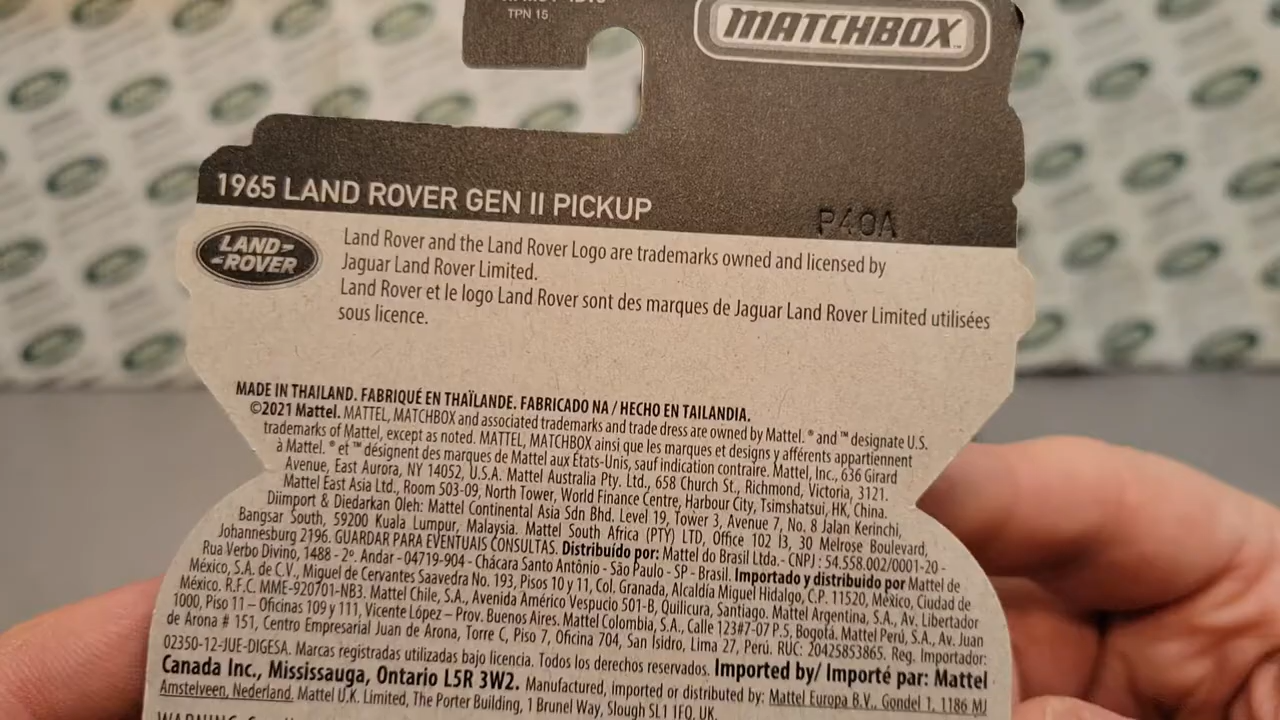 TPN 15
MATCHBOX™
1965 LAND ROVER GEN II PICKUP
P40A
LAND-
-ROVER
Land Rover and the Land Rover Logo are trademarks owned and licensed by
Jaguar Land Rover Limited.
Land Rover et le logo Land Rover sont des marques de Jaguar Land Rover Limited utilisées
sous licence.
MADE IN THAILAND. FABRIQUÉ EN THAÏLANDE. FABRICADO NA / HECHO EN TAILANDIA.
©2021 Mattel. MATTEL, MATCHBOX and associated trademarks and trade dress are owned by Mattel. ® and ™ designate U.S.
trademarks of Mattel, except as noted. MATTEL, MATCHBOX ainsi que les marques et designs y afférents appartiennent
à Mattel. ® et ™ désignent des marques de Mattel aux États-Unis, sauf indication contraire. Mattel, Inc., 636 Girard
Avenue, East Aurora, NY 14052, U.S.A. Mattel Australia Pty. Ltd., 658 Church St., Richmond, Victoria, 3121.
Mattel East Asia Ltd., Room 503-09, North Tower, World Finance Centre, Harbour City, Tsimshatsui, HK, China.
Diimport & Diedarkan Oleh: Mattel Continental Asia Sdn Bhd. Level 19, Tower 3, Avenue 7, No. 8 Jalan Kerinchi,
Bangsar South, 59200 Kuala Lumpur, Malaysia. Mattel South Africa (PTY) LTD, Office 102 I3, 30 Melrose Boulevard,
Johannesburg 2196. GUARDAR PARA EVENTUAIS CONSULTAS. Distribuído por: Mattel do Brasil Ltda.- CNPJ : 54.558.002/0001-20 -
Rua Verbo Divino, 1488 - 2º. Andar - 04719-904 - Chácara Santo Antônio - São Paulo - SP - Brasil. Importado y distribuido por Mattel de
México, S.A. de C.V., Miguel de Cervantes Saavedra No. 193, Pisos 10 y 11, Col. Granada, Alcaldía Miguel Hidalgo, C.P. 11520, México, Ciudad de
México. R.F.C. MME-920701-NB3. Mattel Chile, S.A., Avenida Américo Vespucio 501-B, Quilicura, Santiago. Mattel Argentina, S.A., Av. Libertador
1000, Piso 11 – Oficinas 109 y 111, Vicente López – Prov. Buenos Aires. Mattel Colombia, S.A., Calle 123#7-07 P.5, Bogotá. Mattel Perú, S.A., Av. Juan
de Arona # 151, Centro Empresarial Juan de Arona, Torre C, Piso 7, Oficina 704, San Isidro, Lima 27, Perú. RUC: 20425853865. Reg. Importador:
02350-12-JUE-DIGESA. Marcas registradas utilizadas bajo licencia. Todos los derechos reservados. Imported by/ Importé par: Mattel
Canada Inc., Mississauga, Ontario L5R 3W2. Manufactured, imported or distributed by: Mattel Europa B.V., Gondel 1, 1186 MJ
Amstelveen, Nederland. Mattel U.K. Limited, The Porter Building, 1 Brunel Way, Slough SL1 1FQ, UK.